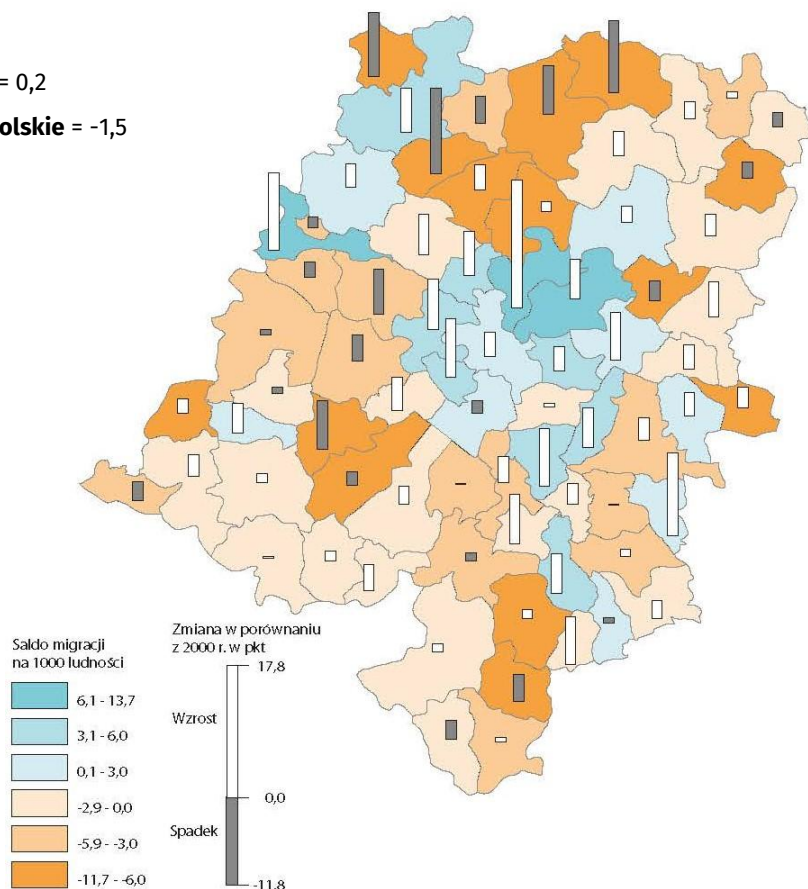 = 0,2
olskie = -1,5
Saldo migracji
na 1000 ludności
6,1 - 13,7
3,1 - 6,0
0,1 - 3,0
-2,9 - 0,0
-5,9 - -3,0
-11,7 - -6,0
Zmiana w porównaniu
z 2000 r. w pkt
17,8
Wzrost
0,0
Spadek
-11,8